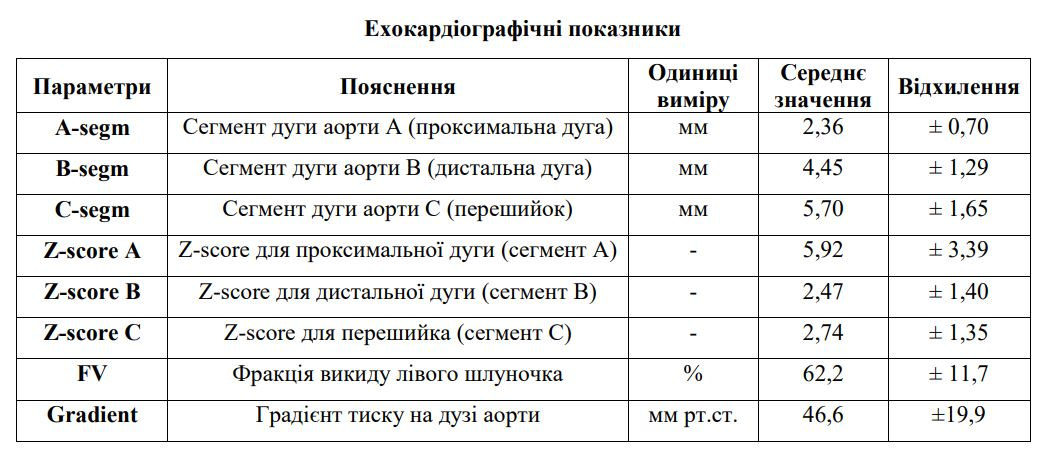 Ехокардіографічні показники
Параметри Пояснення Одиниці виміру Середнє значення Відхилення
A-segm Сегмент дуги аорти А (проксимальна дуга) мм 2,36 ± 0,70
B-segm Сегмент дуги аорти В (дистальна дуга) мм 4,45 ± 1,29
C-segm Сегмент дуги аорти С (перешийок) мм 5,70 ± 1,65
Z-score A Z-score для проксимальної дуги (сегмент А) - 5,92 ± 3,39
Z-score B Z-score для дистальної дуги (сегмент В) - 2,47 ± 1,40
Z-score C Z-score для перешийка (сегмент С) - 2,74 ± 1,35
FV Фракція викиду лівого шлуночка % 62,2 ± 11,7
Gradient Градієнт тиску на дузі аорти мм рт.ст. 46,6 ±19,9